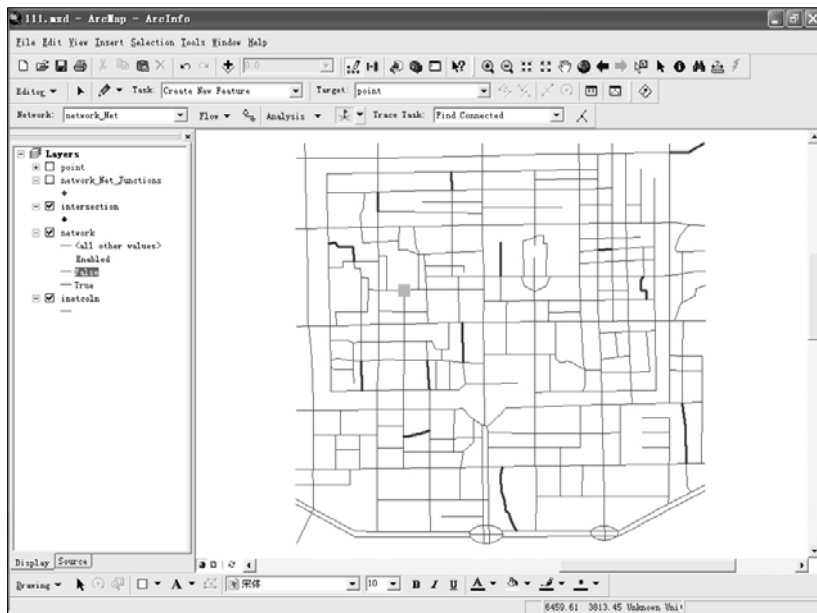 111.mxd - ArcMap - ArcInfo
File Edit View Insert Selection Tools Window Help
0:0
Editor Task: Create New Feature Target: point
Network: network_Net Flow Analysis Trace Task: Find Connected
Layers
point
network_Net_Junctions
intersection
network
<all other values>
Enabled
False
True
inetcoln
Display Source
Drawing A 宋体 10 B I U A
6459.61 3813.45 Unknown Uni